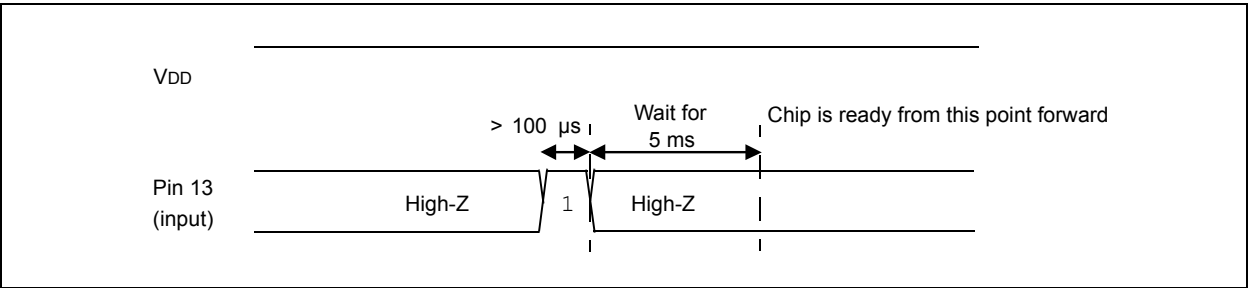 VDD
> 100 µs
Wait for
5 ms
Chip is ready from this point forward
Pin 13
(input)
High-Z
1
High-Z